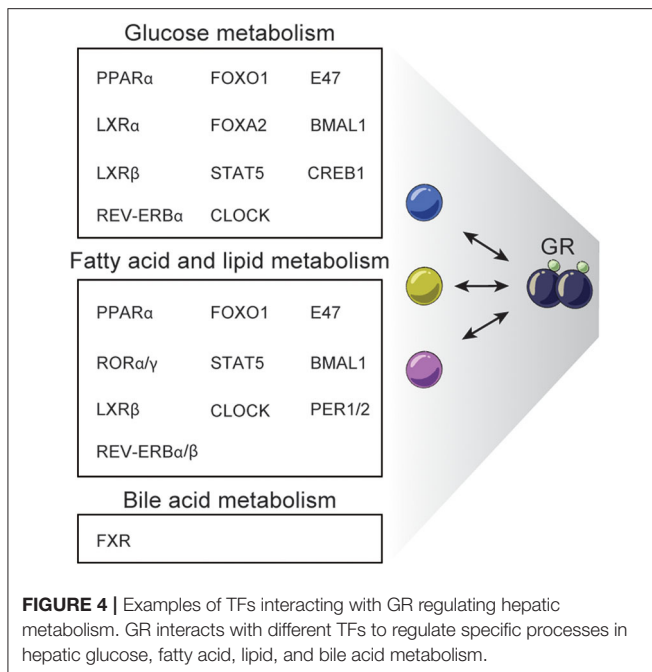 Glucose metabolism
PPARα FOXO1 E47
LXRα FOXA2 BMAL1
LXRβ STAT5 CREB1
REV-ERBα CLOCK
GR
Fatty acid and lipid metabolism
PPARα FOXO1 E47
RORα/γ STAT5 BMAL1
LXRβ CLOCK PER1/2
REV-ERBα/β
Bile acid metabolism
FXR
FIGURE 4 | Examples of TFs interacting with GR regulating hepatic
metabolism. GR interacts with different TFs to regulate specific processes in
hepatic glucose, fatty acid, lipid, and bile acid metabolism.